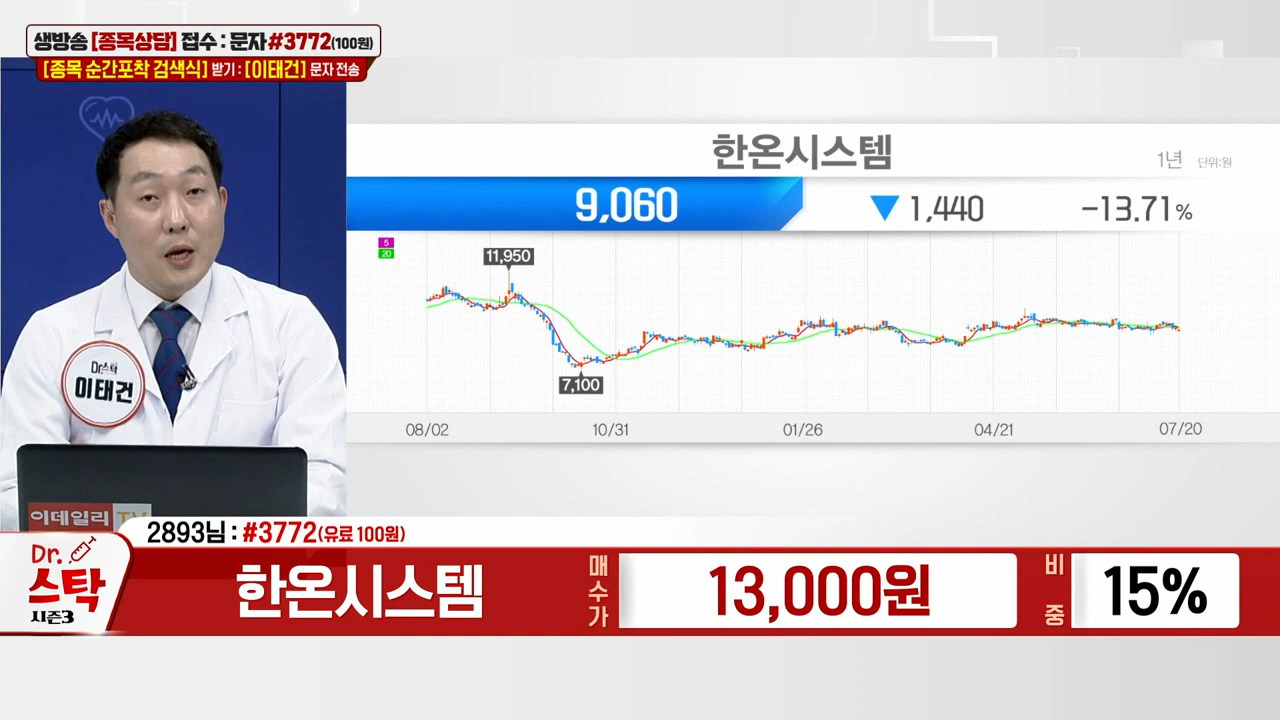 생방송 [종목상담] 접수 : 문자#3772(100원)
[종목 순간포착 검색식] 받기 : [이태건] 문자 전송
한온시스템
1년 단위:원
9,060 ▼ 1,440 -13.71%
5
20
11,950
7,100
08/02 10/31 01/26 04/21 07/20
Dr.스탁
이태건
이데일리 TV
2893님 : #3772(유료 100원)
Dr.
스탁
시즌3
한온시스템 매수가 13,000원 비중 15%